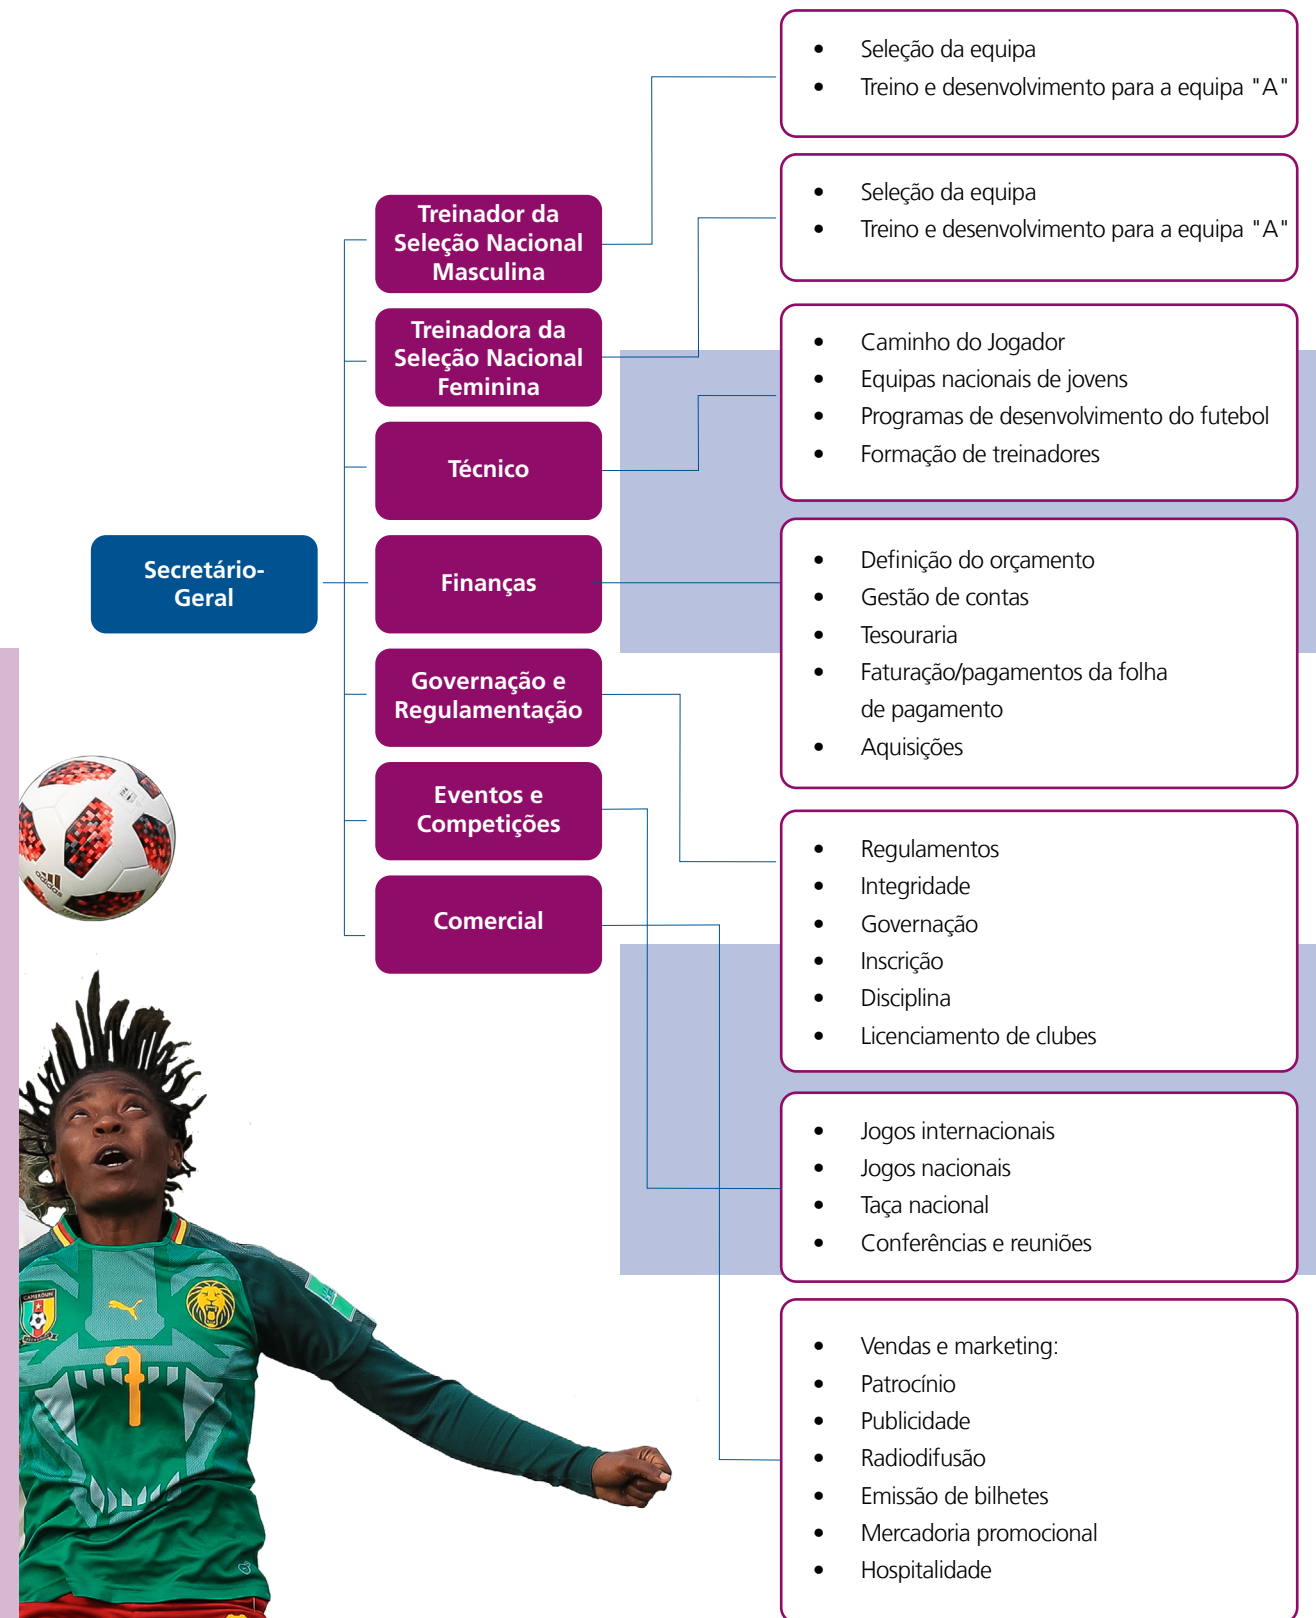 Secretário-
Geral
Treinador da
Seleção Nacional
Masculina
Treinadora da
Seleção Nacional
Feminina
Técnico
Finanças
Governação e
Regulamentação
Eventos e
Competições
Comercial
• Seleção da equipa
• Treino e desenvolvimento para a equipa "A"
• Seleção da equipa
• Treino e desenvolvimento para a equipa "A"
• Caminho do Jogador
• Equipas nacionais de jovens
• Programas de desenvolvimento do futebol
• Formação de treinadores
• Definição do orçamento
• Gestão de contas
• Tesouraria
• Faturação/pagamentos da folha
de pagamento
• Aquisições
• Regulamentos
• Integridade
• Governação
• Inscrição
• Disciplina
• Licenciamento de clubes
• Jogos internacionais
• Jogos nacionais
• Taça nacional
• Conferências e reuniões
• Vendas e marketing:
• Patrocínio
• Publicidade
• Radiodifusão
• Emissão de bilhetes
• Mercadoria promocional
• Hospitalidade
adidas
CAMEROUN
7